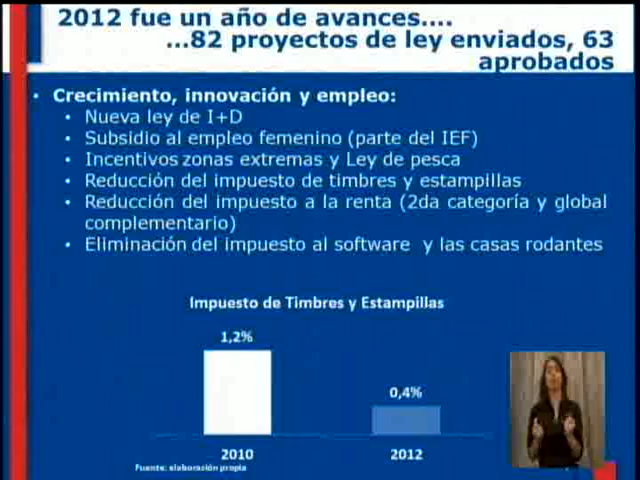 2012 fue un año de avances....
...82 proyectos de ley enviados, 63
aprobados
• Crecimiento, innovación y empleo:
• Nueva ley de I+D
• Subsidio al empleo femenino (parte del IEF)
• Incentivos zonas extremas y Ley de pesca
• Reducción del impuesto de timbres y estampillas
• Reducción del impuesto a la renta (2da categoría y global
complementario)
• Eliminación del impuesto al software y las casas rodantes
Impuesto de Timbres y Estampillas
1,2%
0,4%
2010 2012
Fuente: elaboración propia